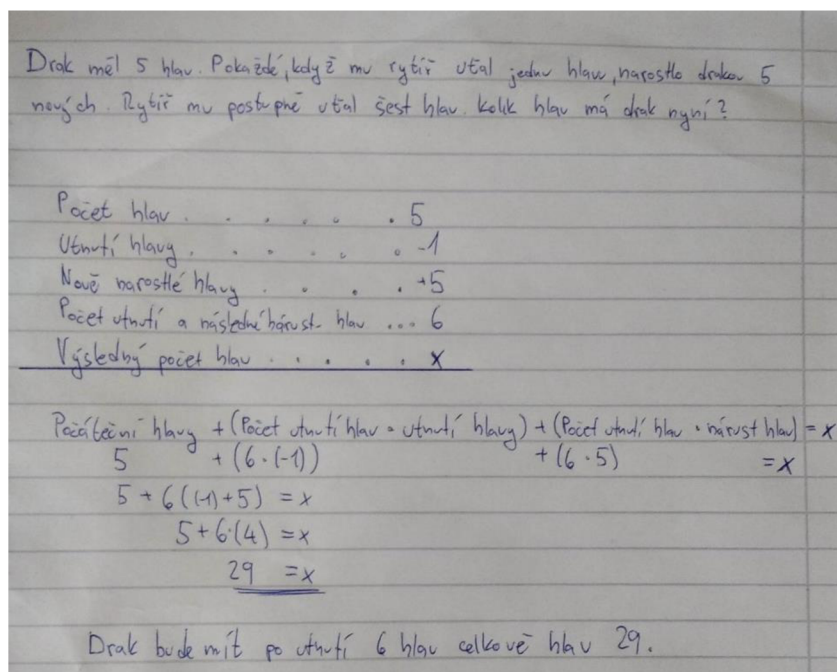 Drak měl 5 hlav. Pokaždé, když mu rytíř uťal jednu hlavu, narostlo drakovi 5
nových. Rytíř mu postupně uťal šest hlav. Kolik hlav má drak nyní?
Počet hlav . . . . . . 5
Utnutí hlavy . . . . . . -1
Nově narostlé hlavy . . . . +5
Počet utnutí a následné nárust. hlav ... 6
Výsledný počet hlav . . . . . x
Počáteční hlavy + (Počet utnutí hlav · utnutí hlavy) + (Počet utnutí hlav · nárust hlav) = x
5 + (6 · (-1)) + (6 · 5) = x
5 + 6((-1)+5) = x
5 + 6·(4) = x
29 = x
Drak bude mít po utnutí 6 hlav celkově hlav 29.